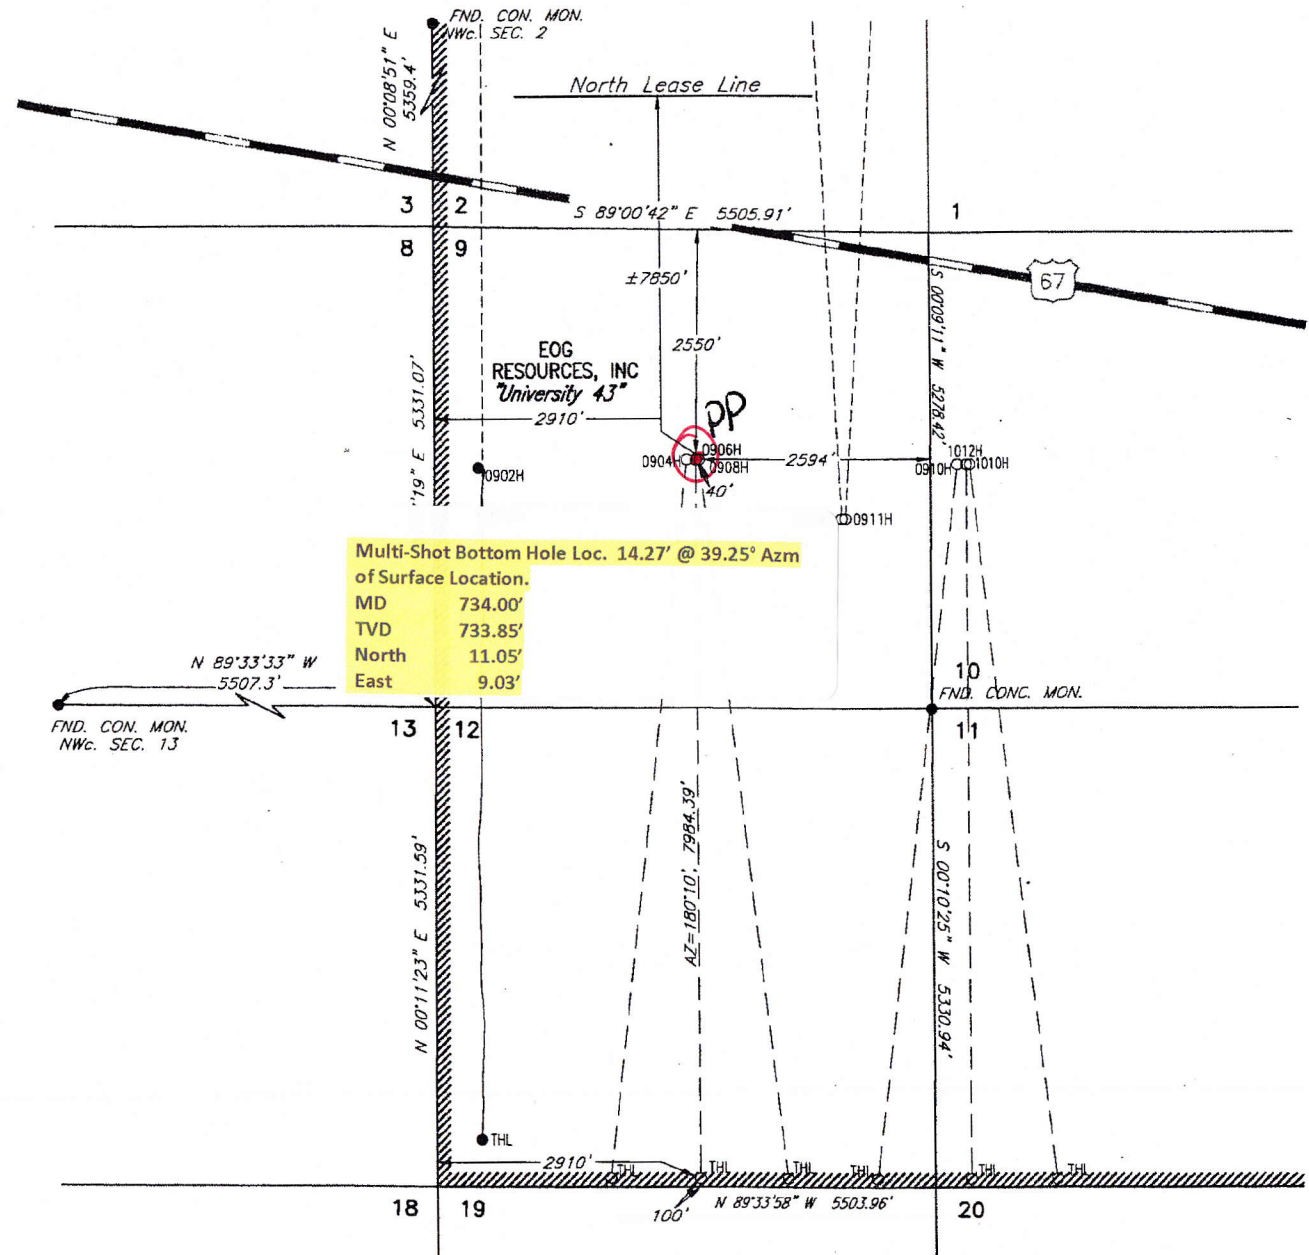 FND. CON. MON.
NWc. SEC. 2
N 00°08'51" E
5359.4'
North Lease Line
3 2
S 89°00'42" E 5505.91'
1
8 9
67
±7850'
S 00°09'11" W 5278.42'
2550'
EOG
RESOURCES, INC
"University 43"
'19" E 5331.07'
2910'
PP
0906H
0904H
0908H
2594'
1012H
0910H
1010H
0902H
40'
0911H
Multi-Shot Bottom Hole Loc. 14.27' @ 39.25° Azm
of Surface Location.
MD 734.00'
TVD 733.85'
North 11.05'
East 9.03'
N 89°33'33" W
5507.3'
10
FND. CONC. MON.
FND. CON. MON.
NWc. SEC. 13
13 12
11
AZ=180°10', 7984.39'
N 00°11'23" E 5331.59'
S 00°10'25" W 5330.94'
THL
2910'
THL
THL
THL
THL
THL
THL
100'
N 89°33'58" W 5503.96'
18 19
20